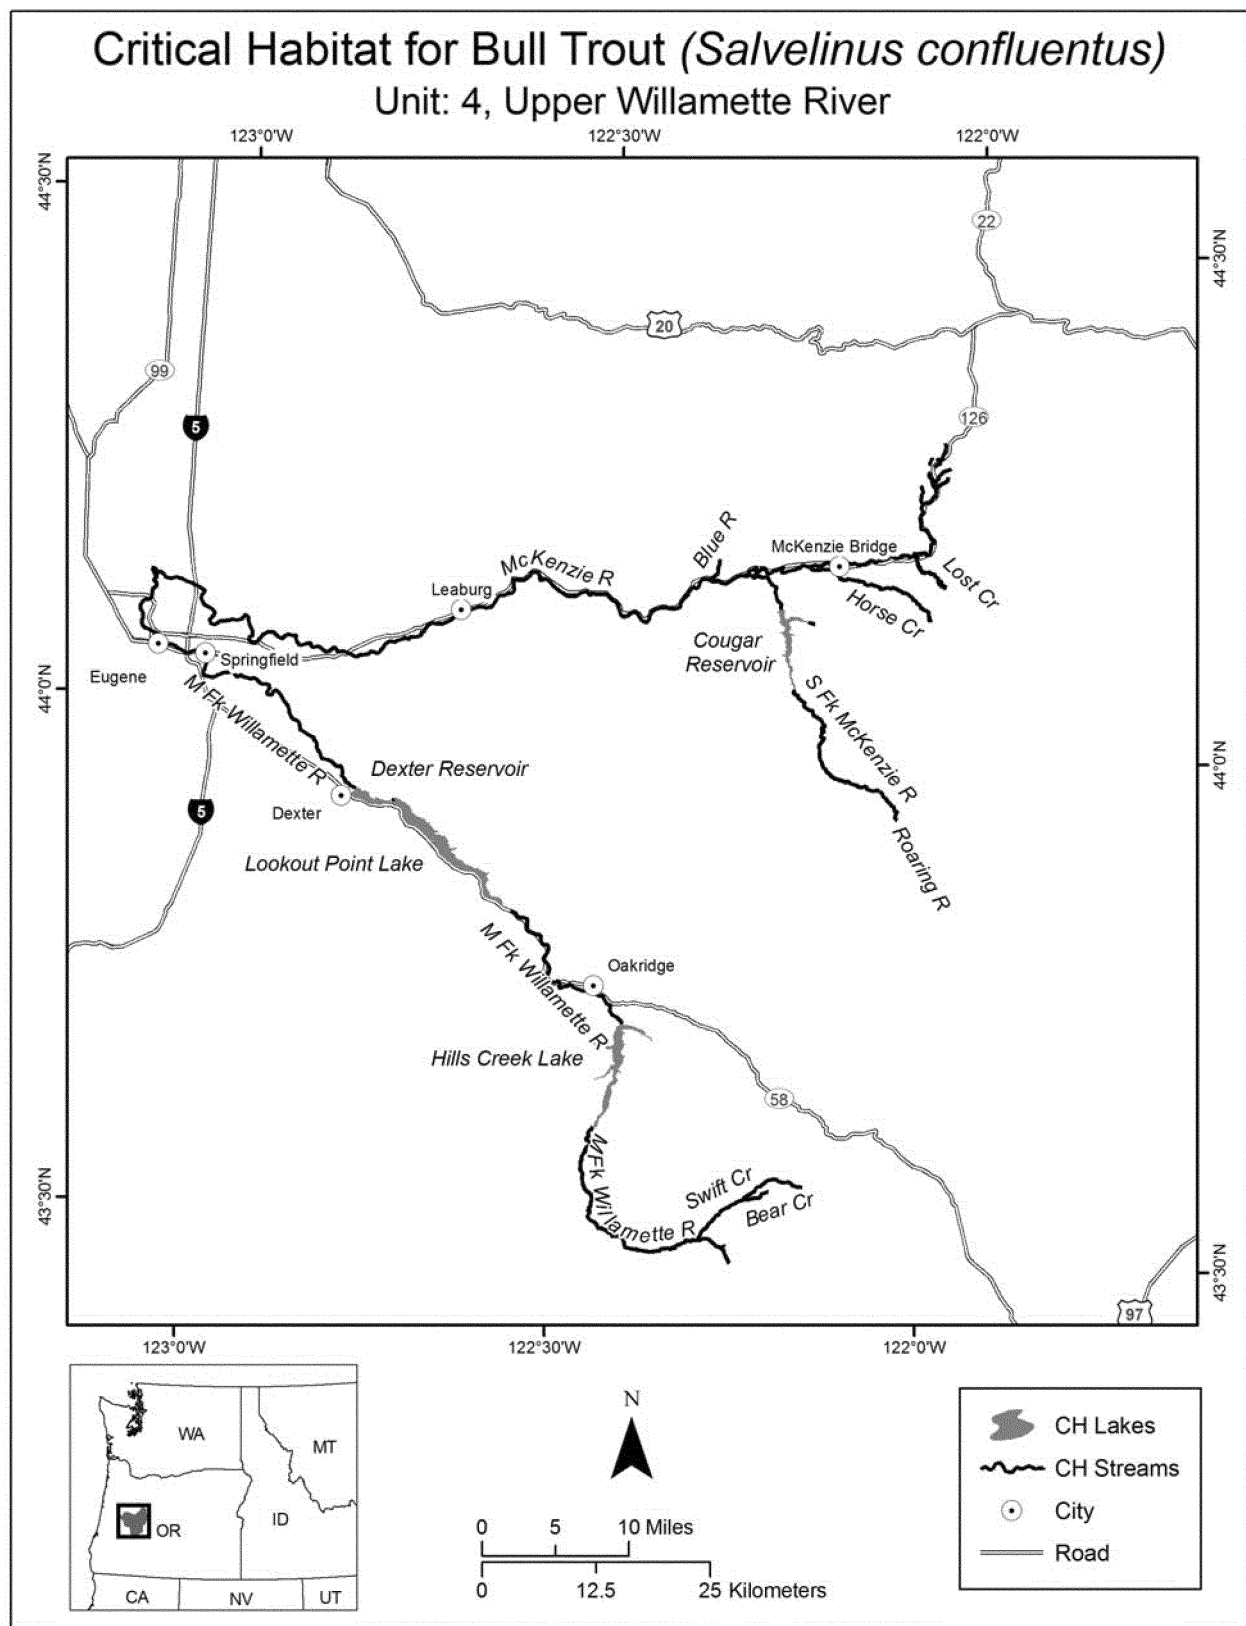 Critical Habitat for Bull Trout (Salvelinus confluentus)
Unit: 4, Upper Willamette River
123°0'W
122°30'W
122°0'W
44°30'N
44°30'N
22
20
99
5
126
McKenzie R
Blue R
McKenzie Bridge
Lost Cr
Horse Cr
Leaburg
Cougar
Reservoir
Springfield
Eugene
44°0'N
M Fk Willamette R
S Fk McKenzie R
44°0'N
Dexter Reservoir
Dexter
5
Roaring R
Lookout Point Lake
M Fk Willamette R
Oakridge
Hills Creek Lake
58
M Fk Willamette R
Swift Cr
Bear Cr
43°30'N
43°30'N
97
123°0'W
122°30'W
122°0'W
WA
MT
OR
ID
CA
NV
UT
N
0
5
10 Miles
0
12.5
25 Kilometers
CH Lakes
CH Streams
City
Road